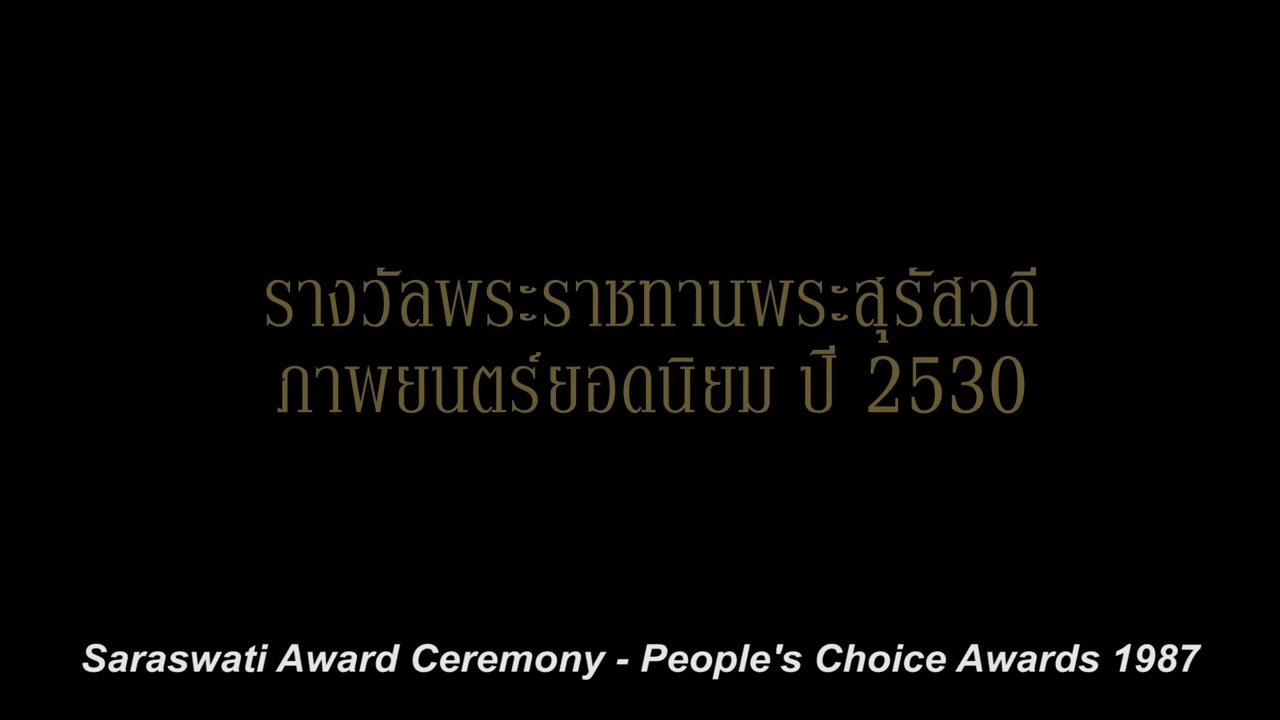 รางวัลพระราชทานพระสุรัสวดี
ภาพยนตร์ยอดนิยม ปี 2530
Saraswati Award Ceremony - People's Choice Awards 1987